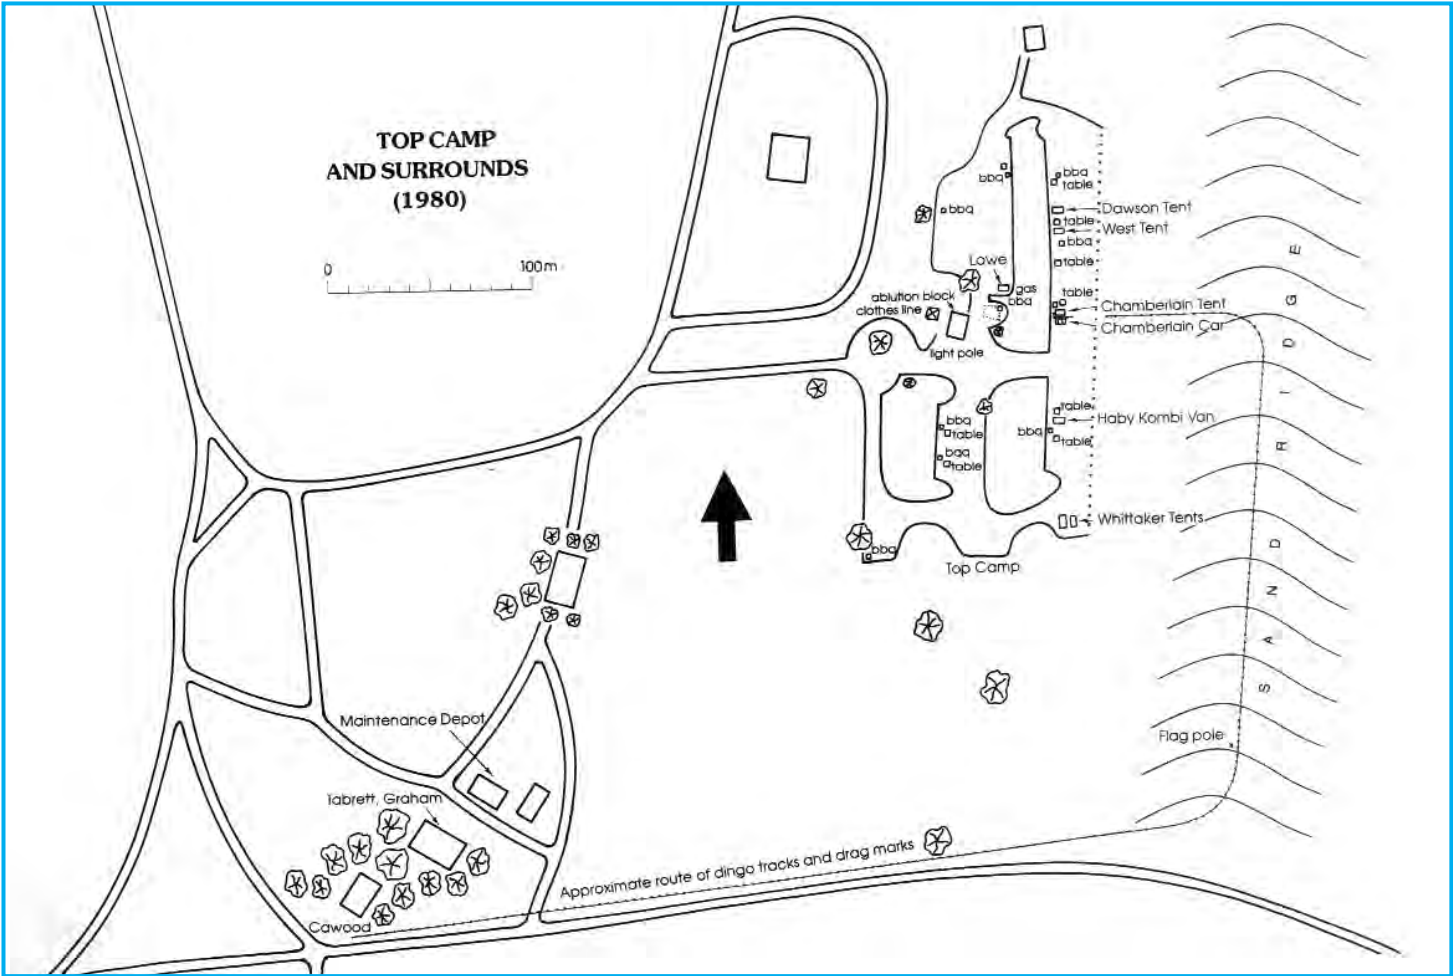 TOP CAMP
AND SURROUNDS
(1980)
0 100m
bbq
bbq
table
bbq
Dawson Tent
table
West Tent
bbq
table
Lowe
gas
bbq
table
ablution block
clothes line
Chamberlain Tent
Chamberlain Car
light pole
table
Haby Kombi Van
bbq
table
bbq
table
bqq
table
Whittaker Tents
bbq
Top Camp
SAND RIDGE
Flag pole
Maintenance Depot
Tabrett, Graham
Approximate route of dingo tracks and drag marks
Cawood